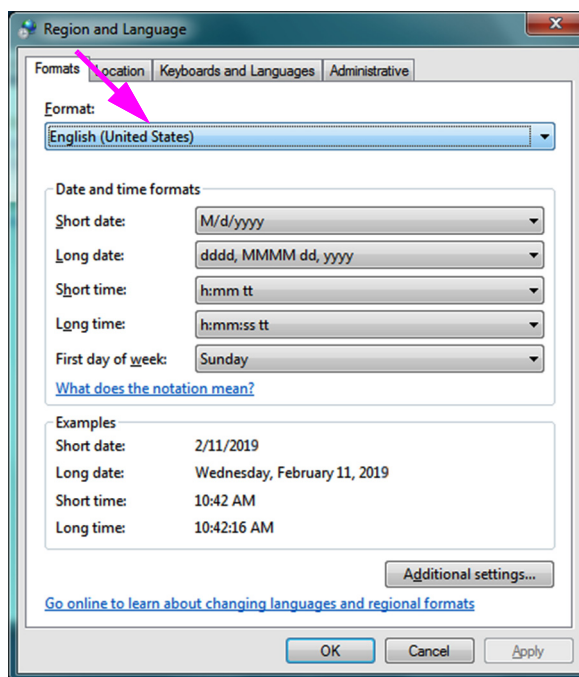 Region and Language
Formats Location Keyboards and Languages Administrative
Format:
English (United States)
Date and time formats
Short date: M/d/yyyy
Long date: dddd, MMMM dd, yyyy
Short time: h:mm tt
Long time: h:mm:ss tt
First day of week: Sunday
What does the notation mean?
Examples
Short date: 2/11/2019
Long date: Wednesday, February 11, 2019
Short time: 10:42 AM
Long time: 10:42:16 AM
Additional settings...
Go online to learn about changing languages and regional formats
OK Cancel Apply